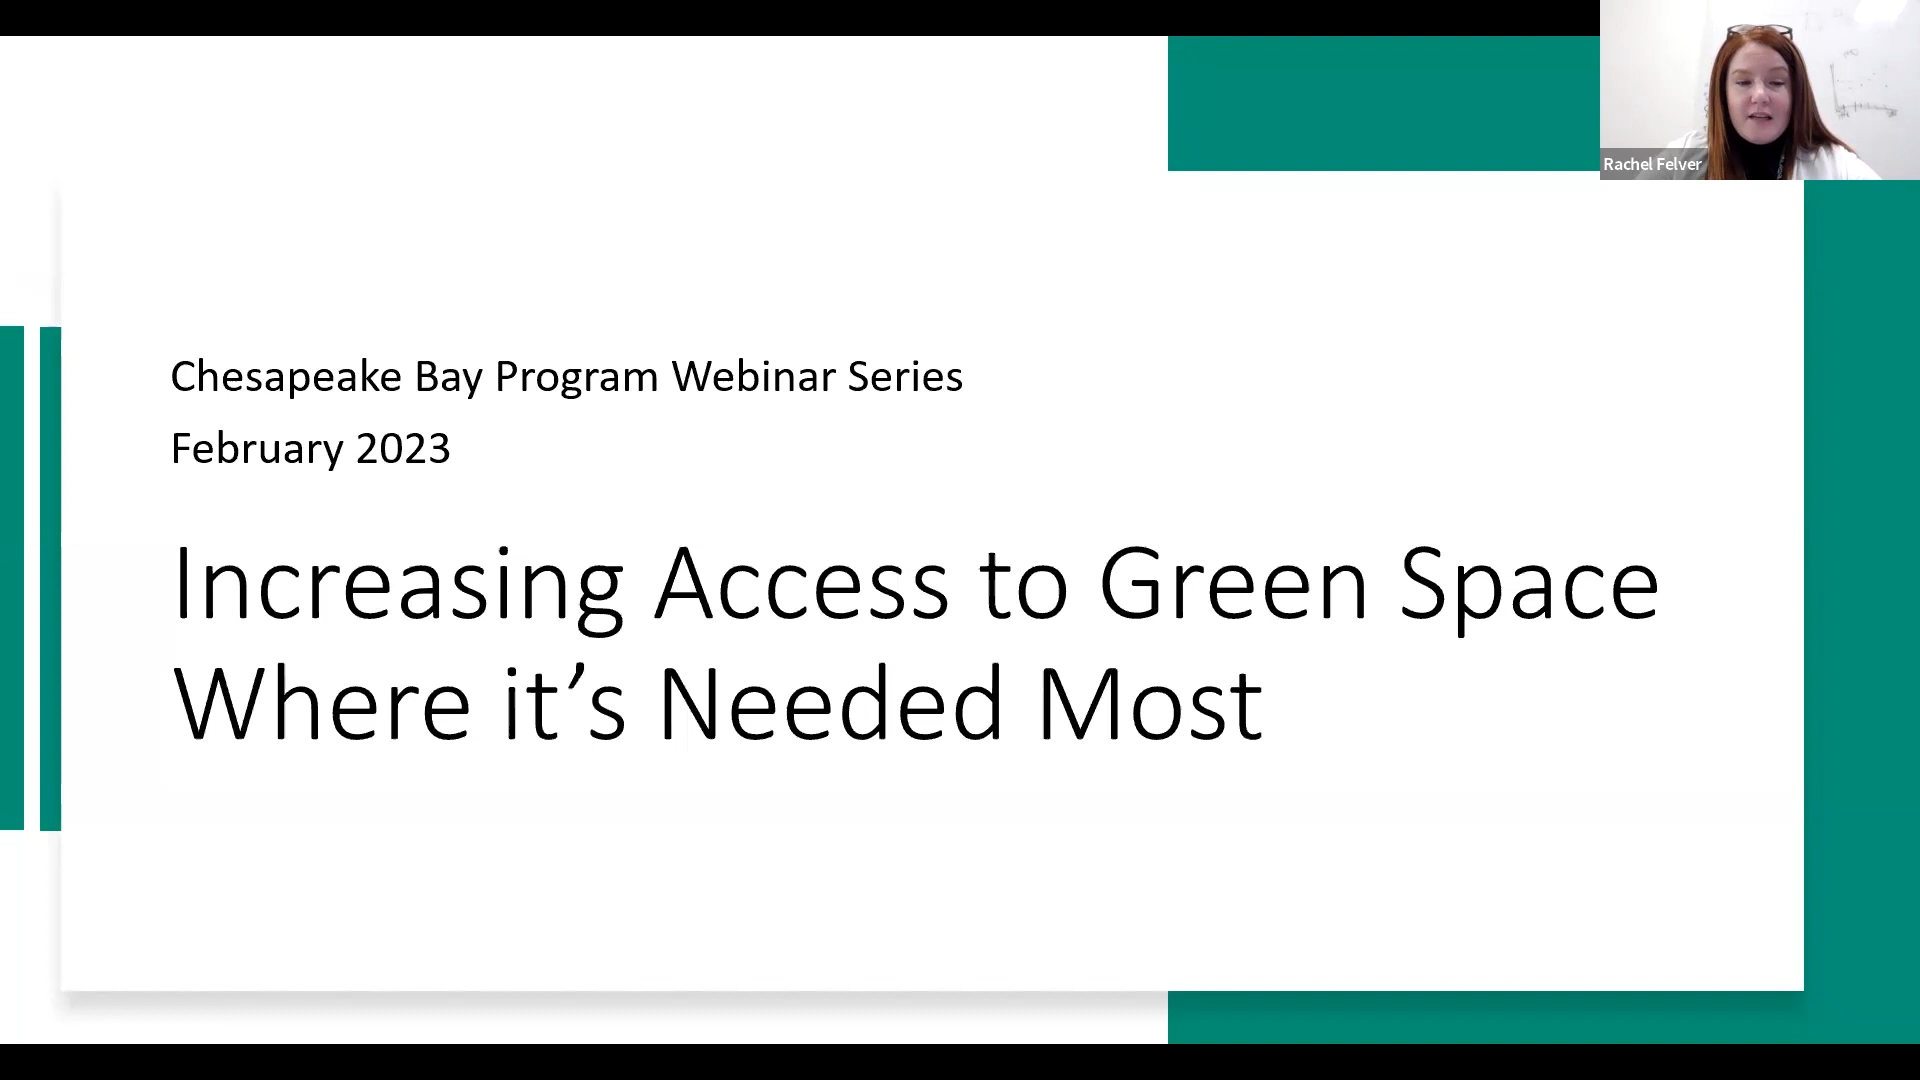 Rachel Felver
Chesapeake Bay Program Webinar Series
February 2023
Increasing Access to Green Space
Where it’s Needed Most